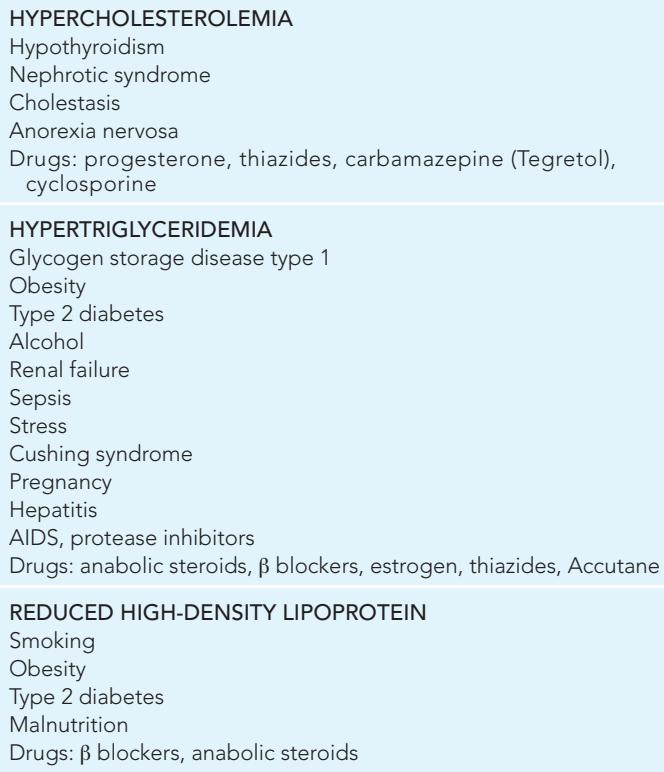 HYPERCHOLESTEROLEMIA
Hypothyroidism
Nephrotic syndrome
Cholestasis
Anorexia nervosa
Drugs: progesterone, thiazides, carbamazepine (Tegretol),
cyclosporine
HYPERTRIGLYCERIDEMIA
Glycogen storage disease type 1
Obesity
Type 2 diabetes
Alcohol
Renal failure
Sepsis
Stress
Cushing syndrome
Pregnancy
Hepatitis
AIDS, protease inhibitors
Drugs: anabolic steroids, β blockers, estrogen, thiazides, Accutane
REDUCED HIGH-DENSITY LIPOPROTEIN
Smoking
Obesity
Type 2 diabetes
Malnutrition
Drugs: β blockers, anabolic steroids